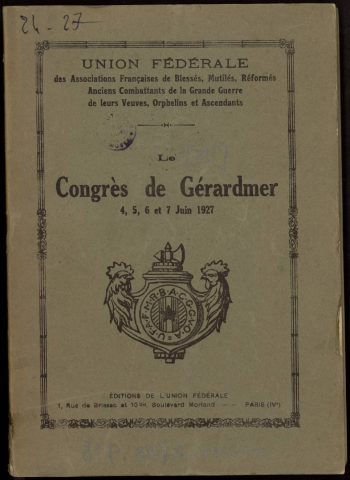 24-27
UNION FÉDÉRALE
des Associations Françaises de Blessés, Mutilés, Réformés
Anciens Combattants de la Grande Guerre
de leurs Veuves, Orphelins et Ascendants
Le
Congrès de Gérardmer
4, 5, 6 et 7 Juin 1927
U·F·A·F·M·R·B·A·C·G·G·V·O·A
ÉDITIONS DE L'UNION FÉDÉRALE
1, Rue de Brissac et 10 bis, Boulevard Morland — PARIS (IVe)